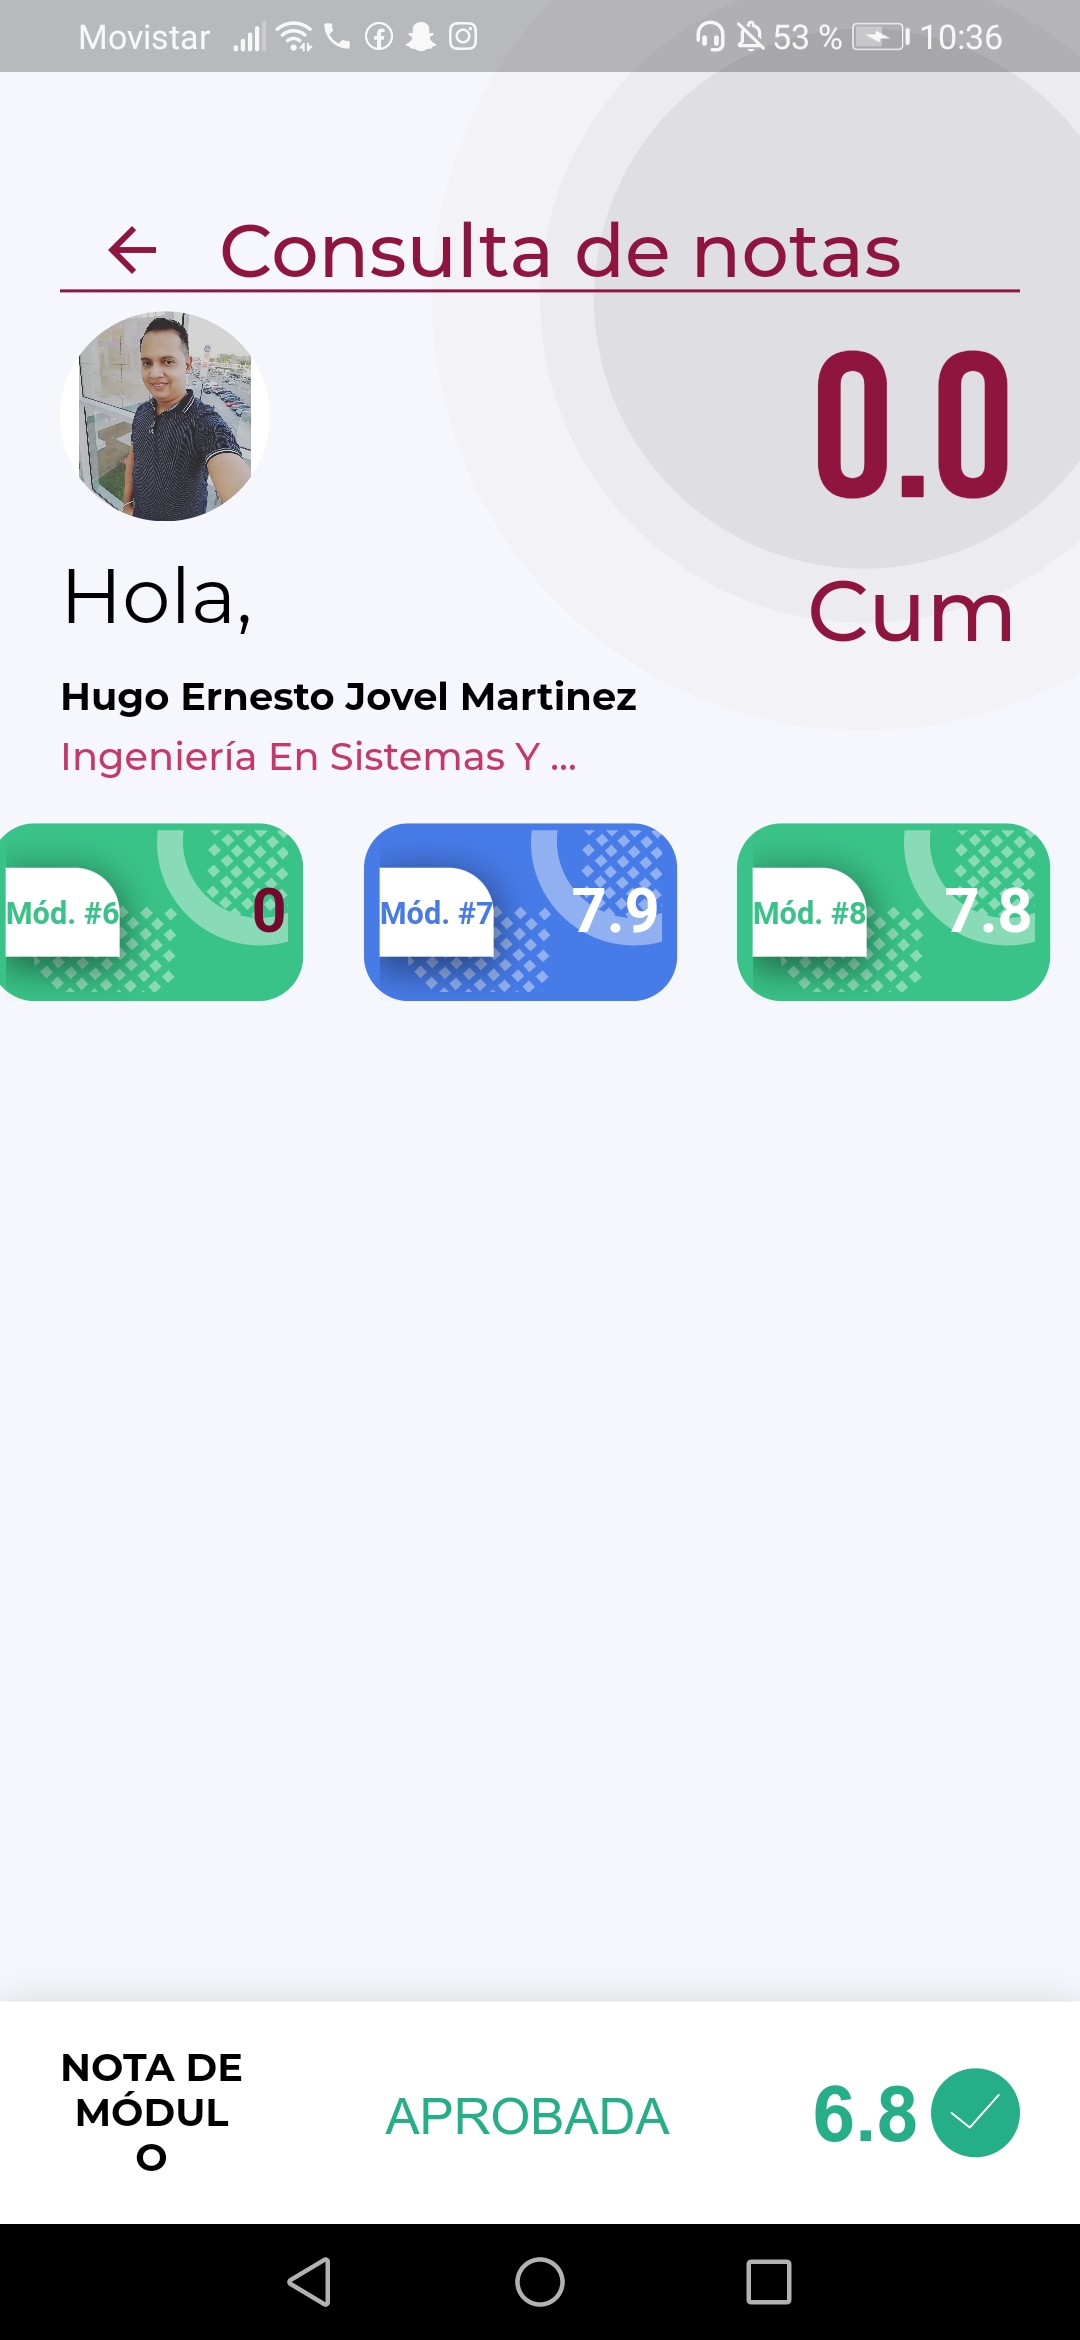 Movistar 53 % 10:36
Consulta de notas
0.0
Cum
Hola,
Hugo Ernesto Jovel Martinez
Ingeniería En Sistemas Y ...
Mód. #6 0
Mód. #7 7.9
Mód. #8 7.8
NOTA DE
MÓDUL
O
APROBADA
6.8